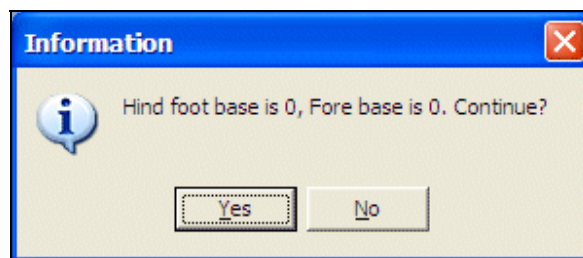 Information
Hind foot base is 0, Fore base is 0. Continue?
Yes
No